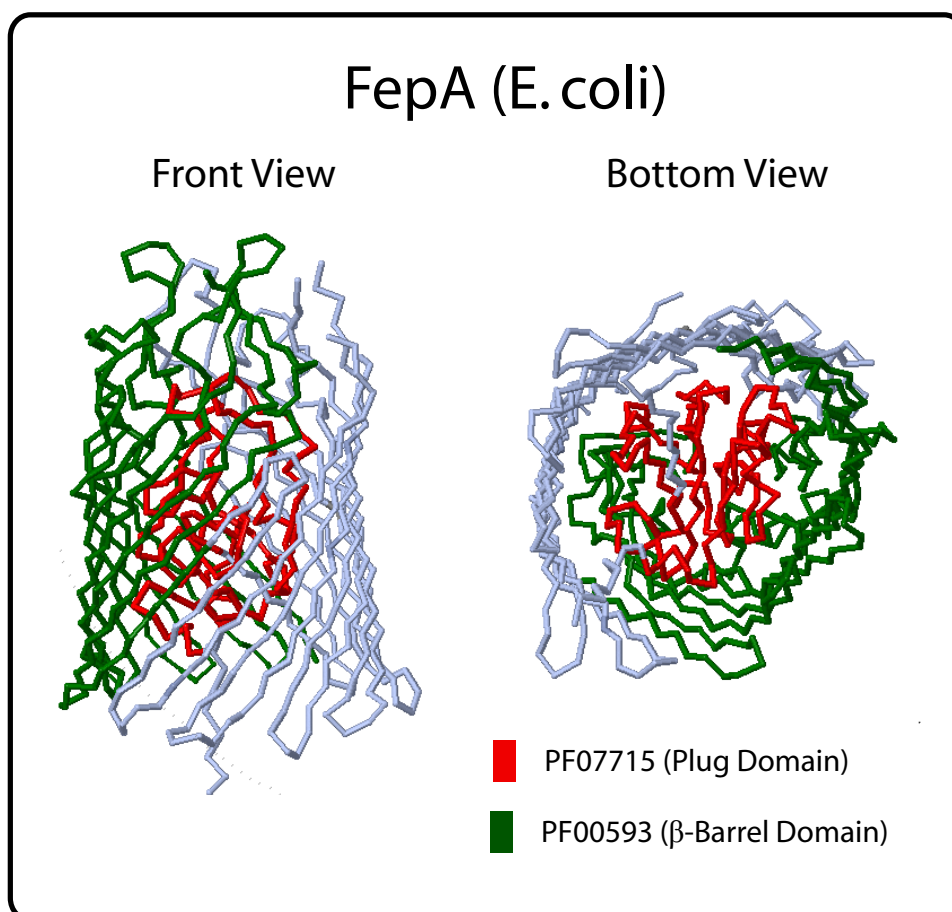 FepA (E. coli)
Front View
Bottom View
PF07715 (Plug Domain)
PF00593 (β-Barrel Domain)